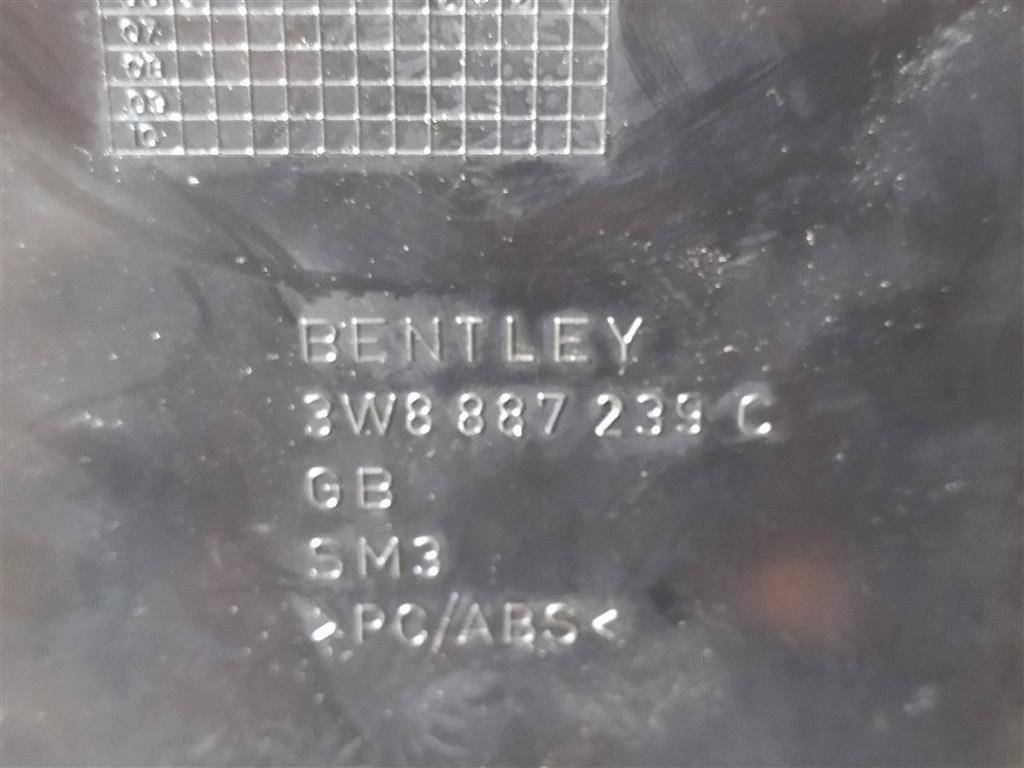 07
08
09
10
BENTLEY
3W8 887 239 C
GB
SM3
>PC/ABS<